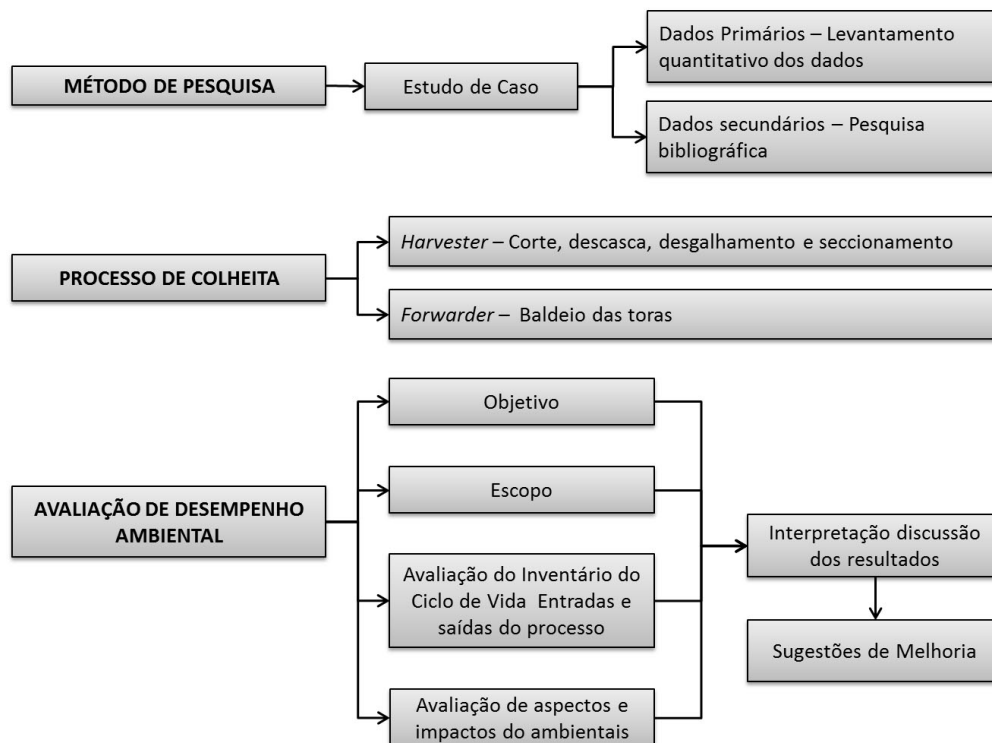 MÉTODO DE PESQUISA
Estudo de Caso
Dados Primários – Levantamento
quantitativo dos dados
Dados secundários – Pesquisa
bibliográfica
PROCESSO DE COLHEITA
Harvester – Corte, descasca, desgalhamento e seccionamento
Forwarder – Baldeio das toras
AVALIAÇÃO DE DESEMPENHO
AMBIENTAL
Objetivo
Escopo
Avaliação do Inventário do
Ciclo de Vida Entradas e
saídas do processo
Avaliação de aspectos e
impactos do ambientais
Interpretação discussão
dos resultados
Sugestões de Melhoria